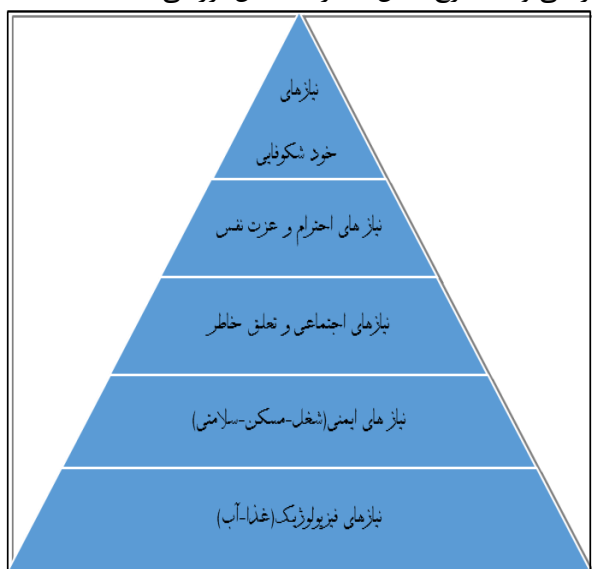 نیازهای
خود شکوفایی
نیاز های احترام و عزت نفس
نیازهای اجتماعی و تعلق خاطر
نیاز های ایمنی(شغل-مسکن-سلامتی)
نیازهای فیزیولوژیک(غذا-آب)